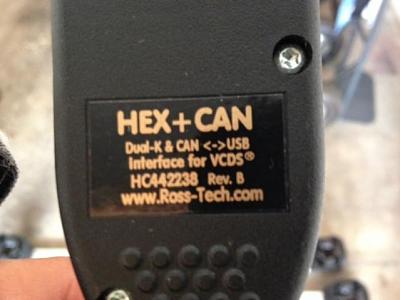 HEX+CAN
Dual-K & CAN <->USB
Interface for VCDS®
HC442238 Rev. B
www.Ross-Tech.com